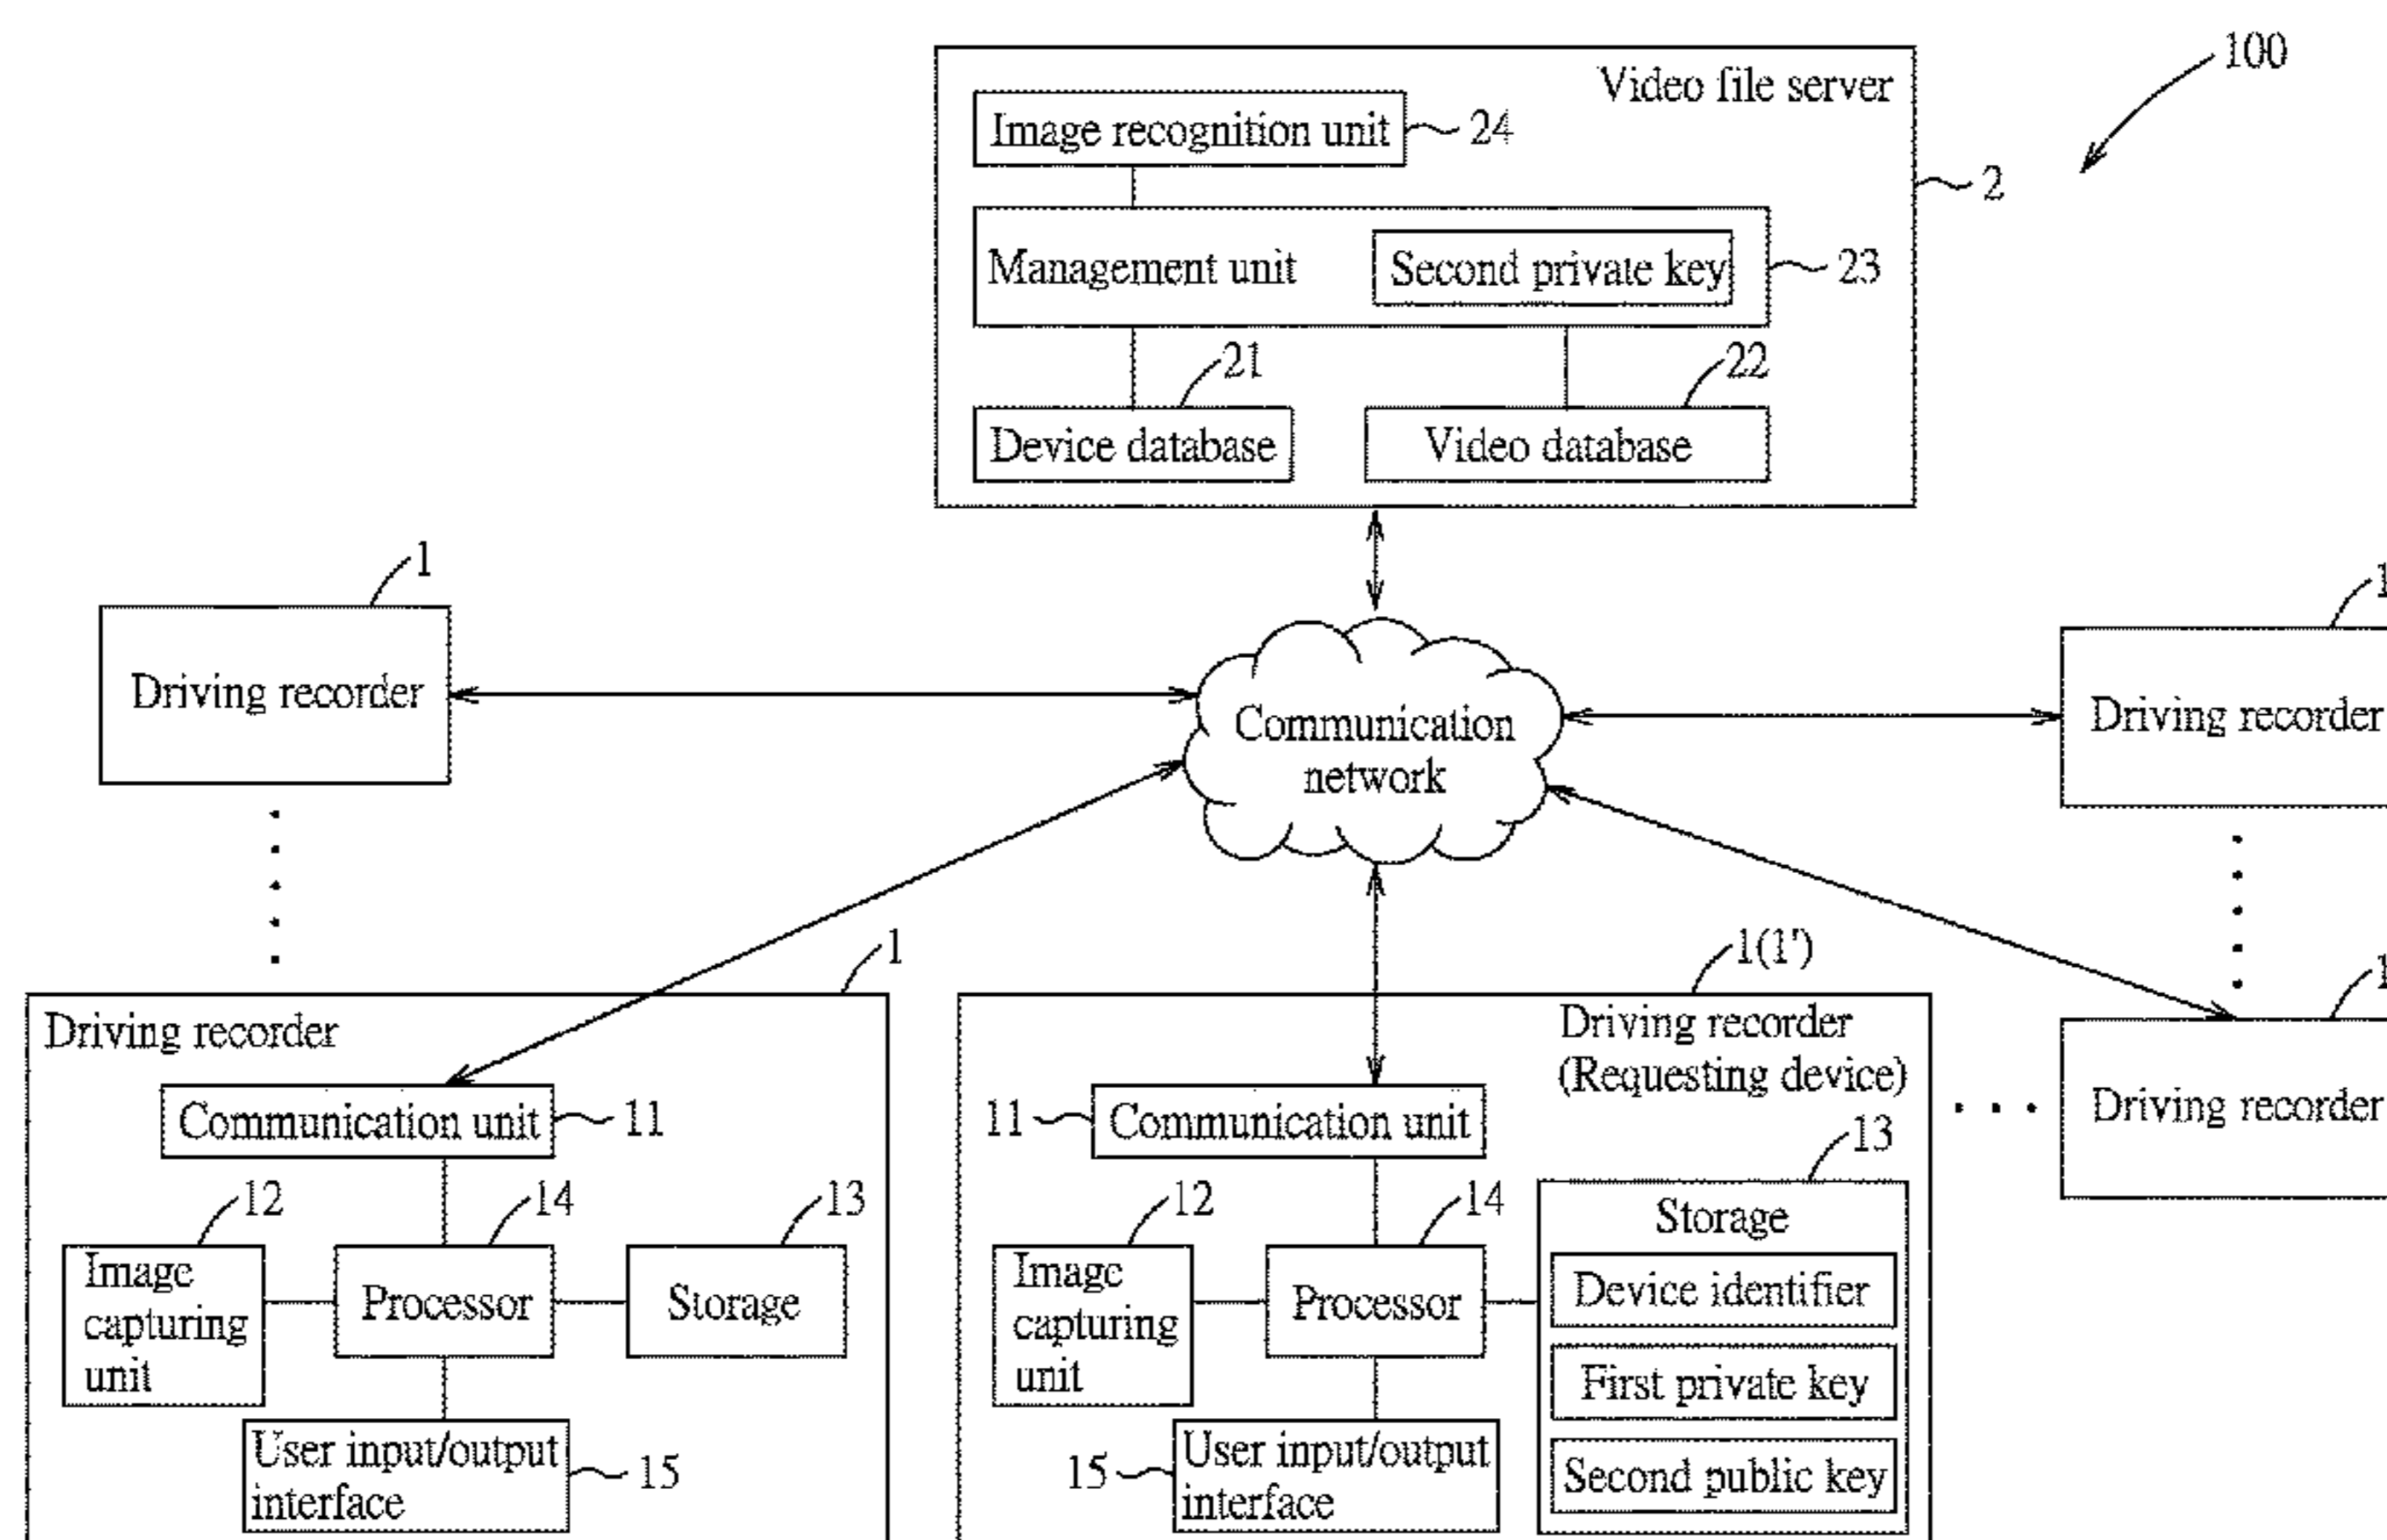 100
Video file server
Image recognition unit
24
2
Management unit
Second private key
23
21
22
Device database
Video database
1
1
Driving recorder
Communication
network
Driving recorder
1
1(1')
1
Driving recorder
Driving recorder
(Requesting device)
Communication unit
11
11
Communication unit
Driving recorder
13
12
14
13
12
14
Storage
Image
capturing
unit
Processor
Storage
Image
capturing
unit
Processor
Device identifier
First private key
User input/output
interface
15
15
User input/output
interface
Second public key